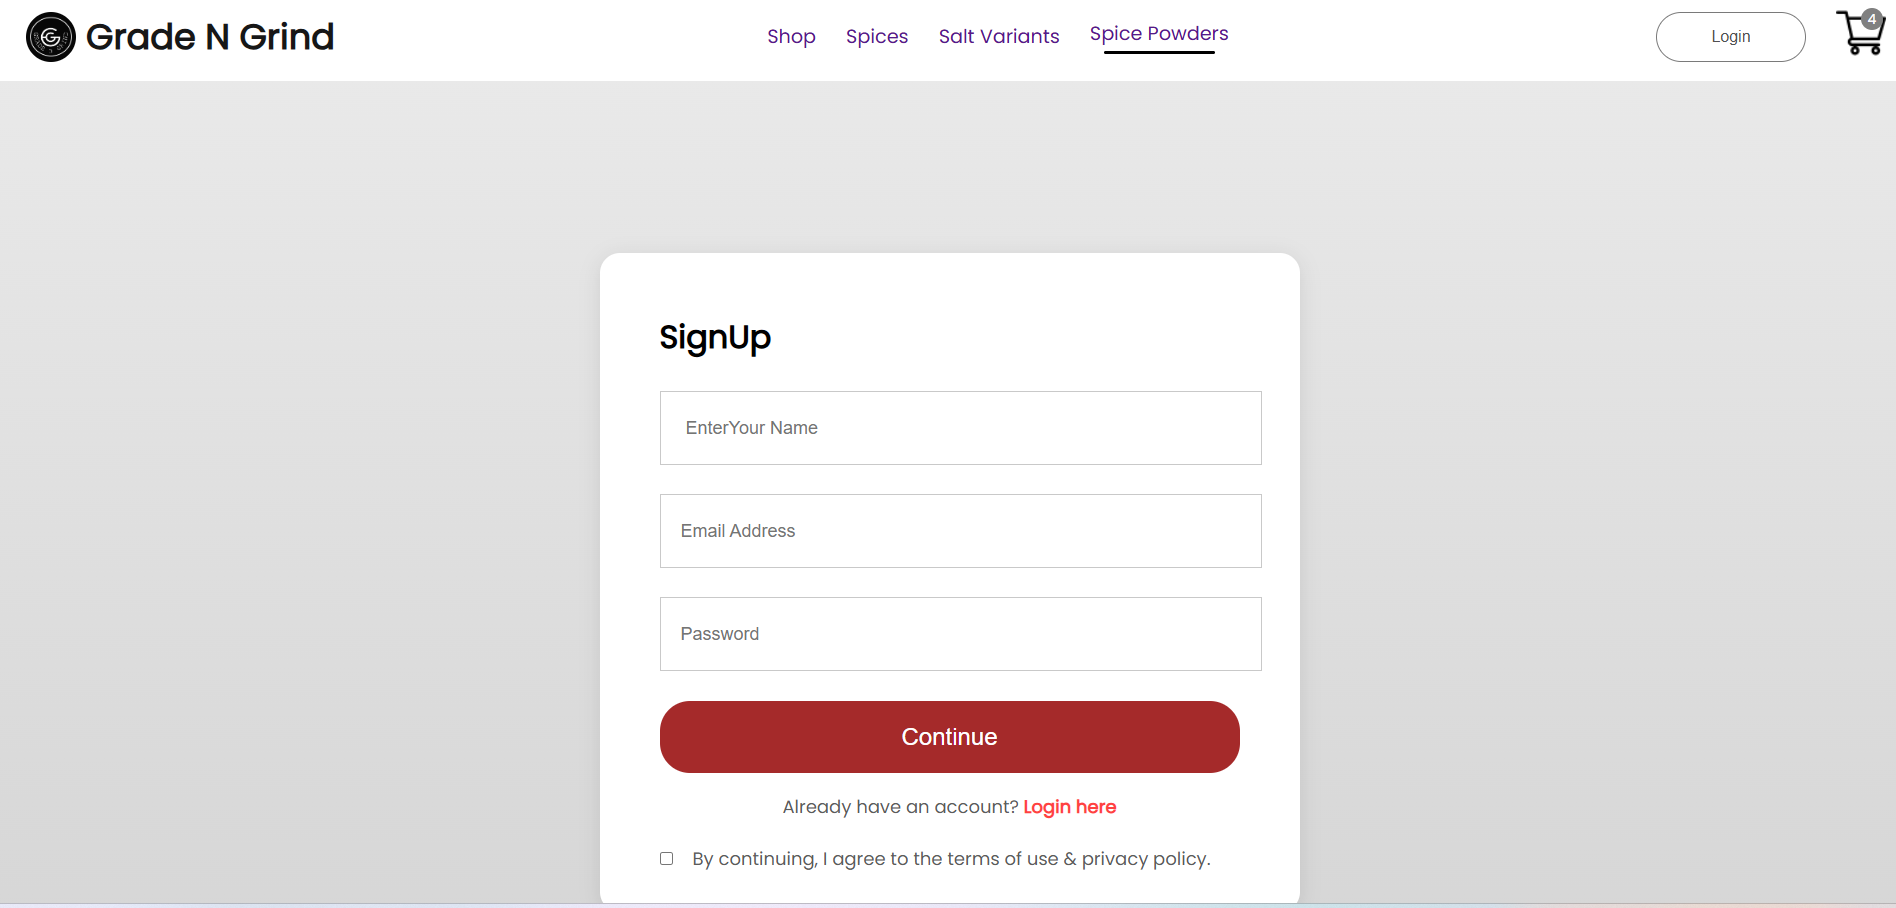 Grade N Grind
Shop Spices Salt Variants Spice Powders
Login
4
SignUp
EnterYour Name
Email Address
Password
Continue
Already have an account? Login here
By continuing, I agree to the terms of use & privacy policy.